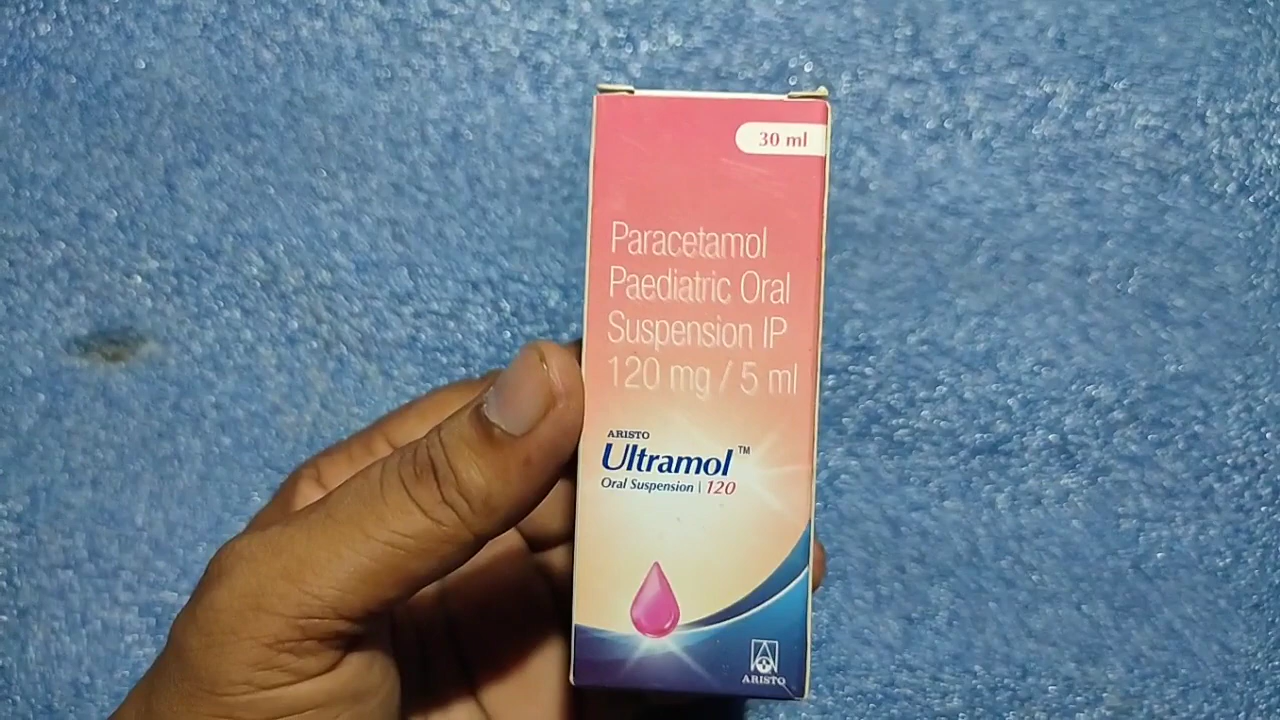 30 ml
Paracetamol
Paediatric Oral
Suspension IP
120 mg / 5 ml
ARISTO
Ultramol™
Oral Suspension | 120
ARISTO